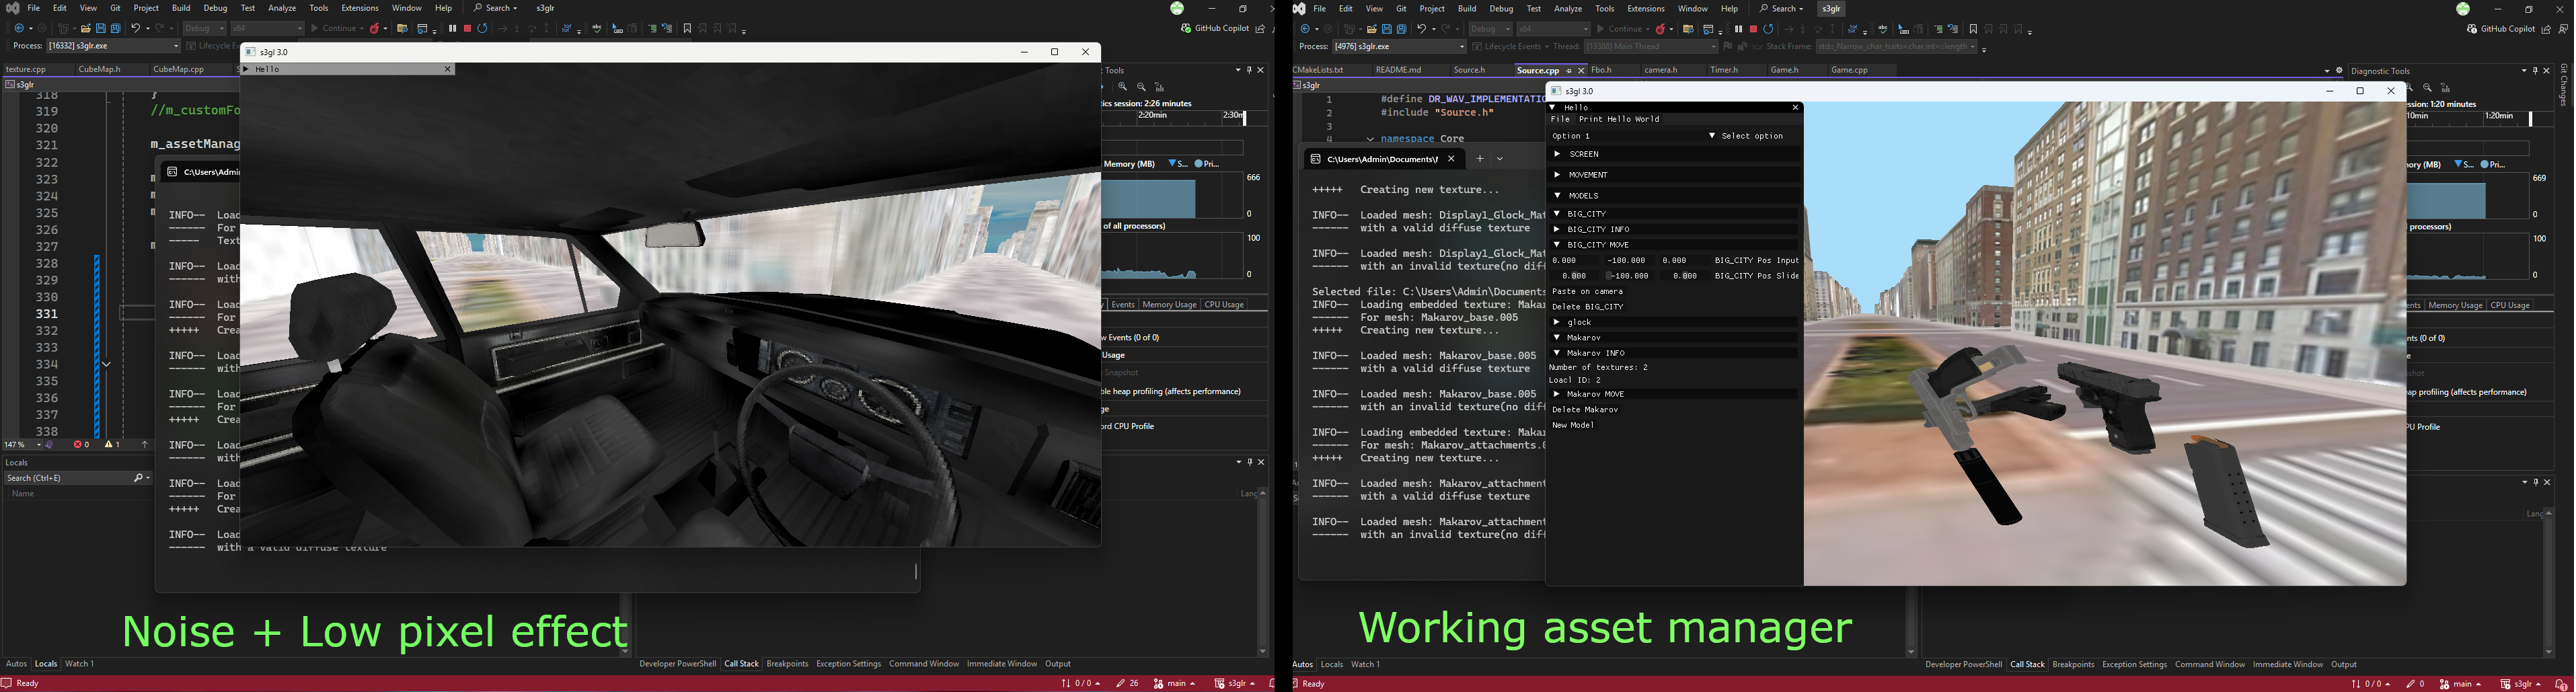 File Edit View Git Project Build Debug Test Analyze Tools Extensions Window Help Search s3glr
Debug x64 Continue GitHub Copilot
Process: [16332] s3glr.exe Lifecycle E
texture.cpp CubeMap.h CubeMap.cpp
s3glr
s3gl 3.0
Hello
Tools
tics session: 2:26 minutes
2:20min 2:30m
Memory (MB) S... Pri...
666
0
of all processors)
100
0
Events Memory Usage CPU Usage
w Events (0 of 0)
Usage
Snapshot
ble heap profiling (affects performance)
ge
ord CPU Profile
318 }
319 //m_customFo
320
321 m_assetManag
322
323
324
325
326
327
328
329
330
331
332
333
334
335
336
337
338
C:\Users\Admin
INFO-- Load
------ For
----- Text
INFO-- Load
------ with
INFO-- Load
------ For
+++++ Crea
INFO-- Load
------ with
INFO-- Load
------ For
+++++ Crea
INFO-- Load
------ with
INFO-- Load
------ For
+++++ Crea
INFO-- Load
------ with a valid diffuse texture
147 % 0 1
Locals
Search (Ctrl+E)
Name
Lang
Noise + Low pixel effect
Autos Locals Watch 1
Developer PowerShell Call Stack Breakpoints Exception Settings Command Window Immediate Window Output
Ready 0 / 0 26 main s3glr
File Edit View Git Project Build Debug Test Analyze Tools Extensions Window Help Search s3glr
Debug x64 Continue GitHub Copilot
Process: [4976] s3glr.exe Lifecycle Events Thread: [13388] Main Thread Stack Frame: std::_Narrow_char_traits<char,int>::length
CMakeLists.txt README.md Source.h Source.cpp Fbo.h camera.h Timer.h Game.h Game.cpp
s3glr
Diagnostic Tools
Git Changes
1 #define DR_WAV_IMPLEMENTATIO
2 #include "Source.h"
3
4 namespace Core
C:\Users\Admin\Documents\
+++++ Creating new texture...
INFO-- Loaded mesh: Display1_Glock_Mat
------ with a valid diffuse texture
INFO-- Loaded mesh: Display1_Glock_Mat
------ with an invalid texture(no diff
Selected file: C:\Users\Admin\Documents
INFO-- Loading embedded texture: Makar
------ For mesh: Makarov_base.005
+++++ Creating new texture...
INFO-- Loaded mesh: Makarov_base.005
------ with a valid diffuse texture
INFO-- Loaded mesh: Makarov_base.005
------ with an invalid texture(no diff
INFO-- Loading embedded texture: Makar
------ For mesh: Makarov_attachments.0
+++++ Creating new texture...
INFO-- Loaded mesh: Makarov_attachment
------ with a valid diffuse texture
INFO-- Loaded mesh: Makarov_attachment
------ with an invalid texture(no diff
s3gl 3.0
Hello
File Print Hello World
Option 1 Select option
SCREEN
MOVEMENT
MODELS
BIG_CITY
BIG_CITY INFO
BIG_CITY MOVE
0.000 -100.000 0.000 BIG_CITY Pos Input
0.000 -100.000 0.000 BIG_CITY Pos Slide
Paste on camera
Delete BIG_CITY
glock
Makarov
Makarov INFO
Number of textures: 2
Loacl ID: 2
Makarov MOVE
Delete Makarov
New Model
ession: 1:20 minutes
10min 1:20min
ory (MB) S... Pri...
669
0
processors)
100
0
ents Memory Usage CPU Usage
nts (0 of 0)
shot
eap profiling (affects performance)
PU Profile
Lang
Working asset manager
Autos Locals Watch 1
Developer PowerShell Call Stack Breakpoints Exception Settings Command Window Immediate Window Output
Ready 0 / 0 0 main s3glr